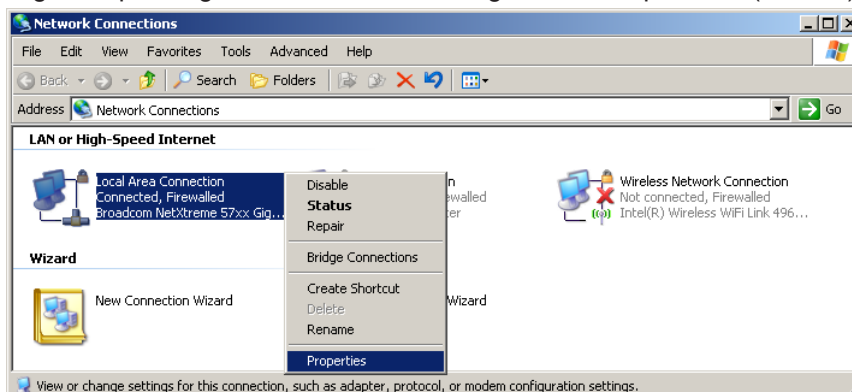 Network Connections
File Edit View Favorites Tools Advanced Help
Back Search Folders
Address Network Connections Go
LAN or High-Speed Internet
Local Area Connection
Connected, Firewalled
Broadcom NetXtreme 57xx Gig...
Disable
Status
Repair
Bridge Connections
Create Shortcut
Delete
Rename
Properties
Wireless Network Connection
Not connected, Firewalled
Intel(R) Wireless WiFi Link 496...
Wizard
New Connection Wizard
Wizard
View or change settings for this connection, such as adapter, protocol, or modem configuration settings.